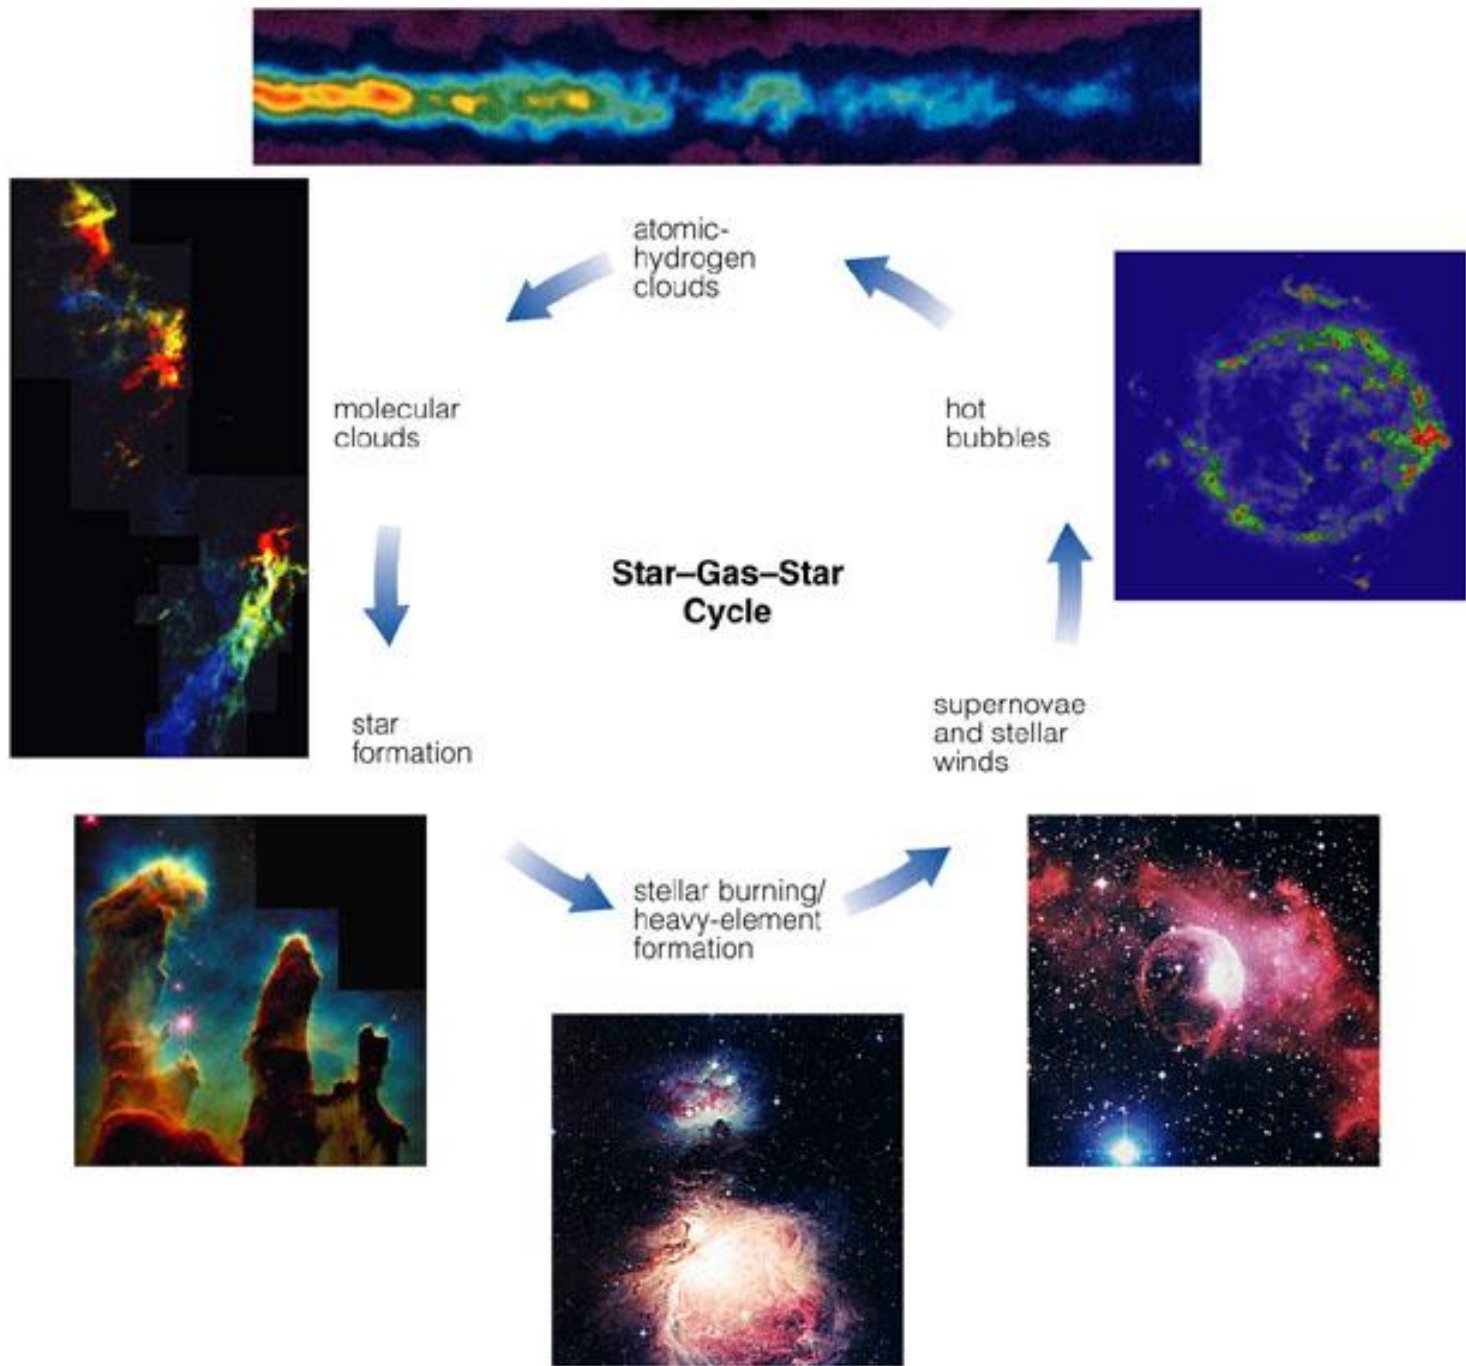 atomic-
hydrogen
clouds
molecular
clouds
hot
bubbles
Star–Gas–Star
Cycle
star
formation
supernovae
and stellar
winds
stellar burning/
heavy-element
formation